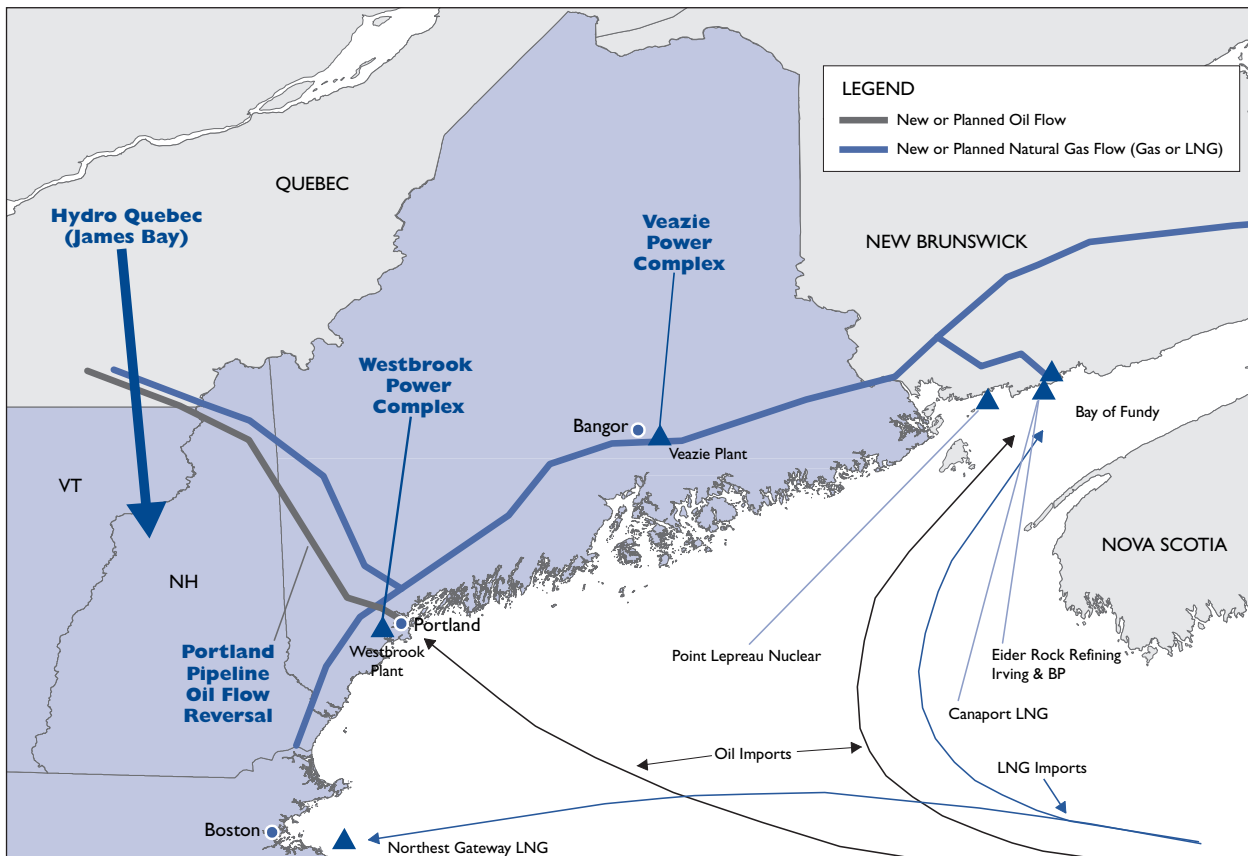 LEGEND
New or Planned Oil Flow
New or Planned Natural Gas Flow (Gas or LNG)
QUEBEC
Hydro Quebec
(James Bay)
Veazie
Power
Complex
NEW BRUNSWICK
Westbrook
Power
Complex
Bangor
Veazie Plant
Bay of Fundy
VT
NH
NOVA SCOTIA
Portland
Westbrook
Plant
Portland
Pipeline
Oil Flow
Reversal
Point Lepreau Nuclear
Eider Rock Refining
Irving & BP
Canaport LNG
Oil Imports
LNG Imports
Boston
Northest Gateway LNG